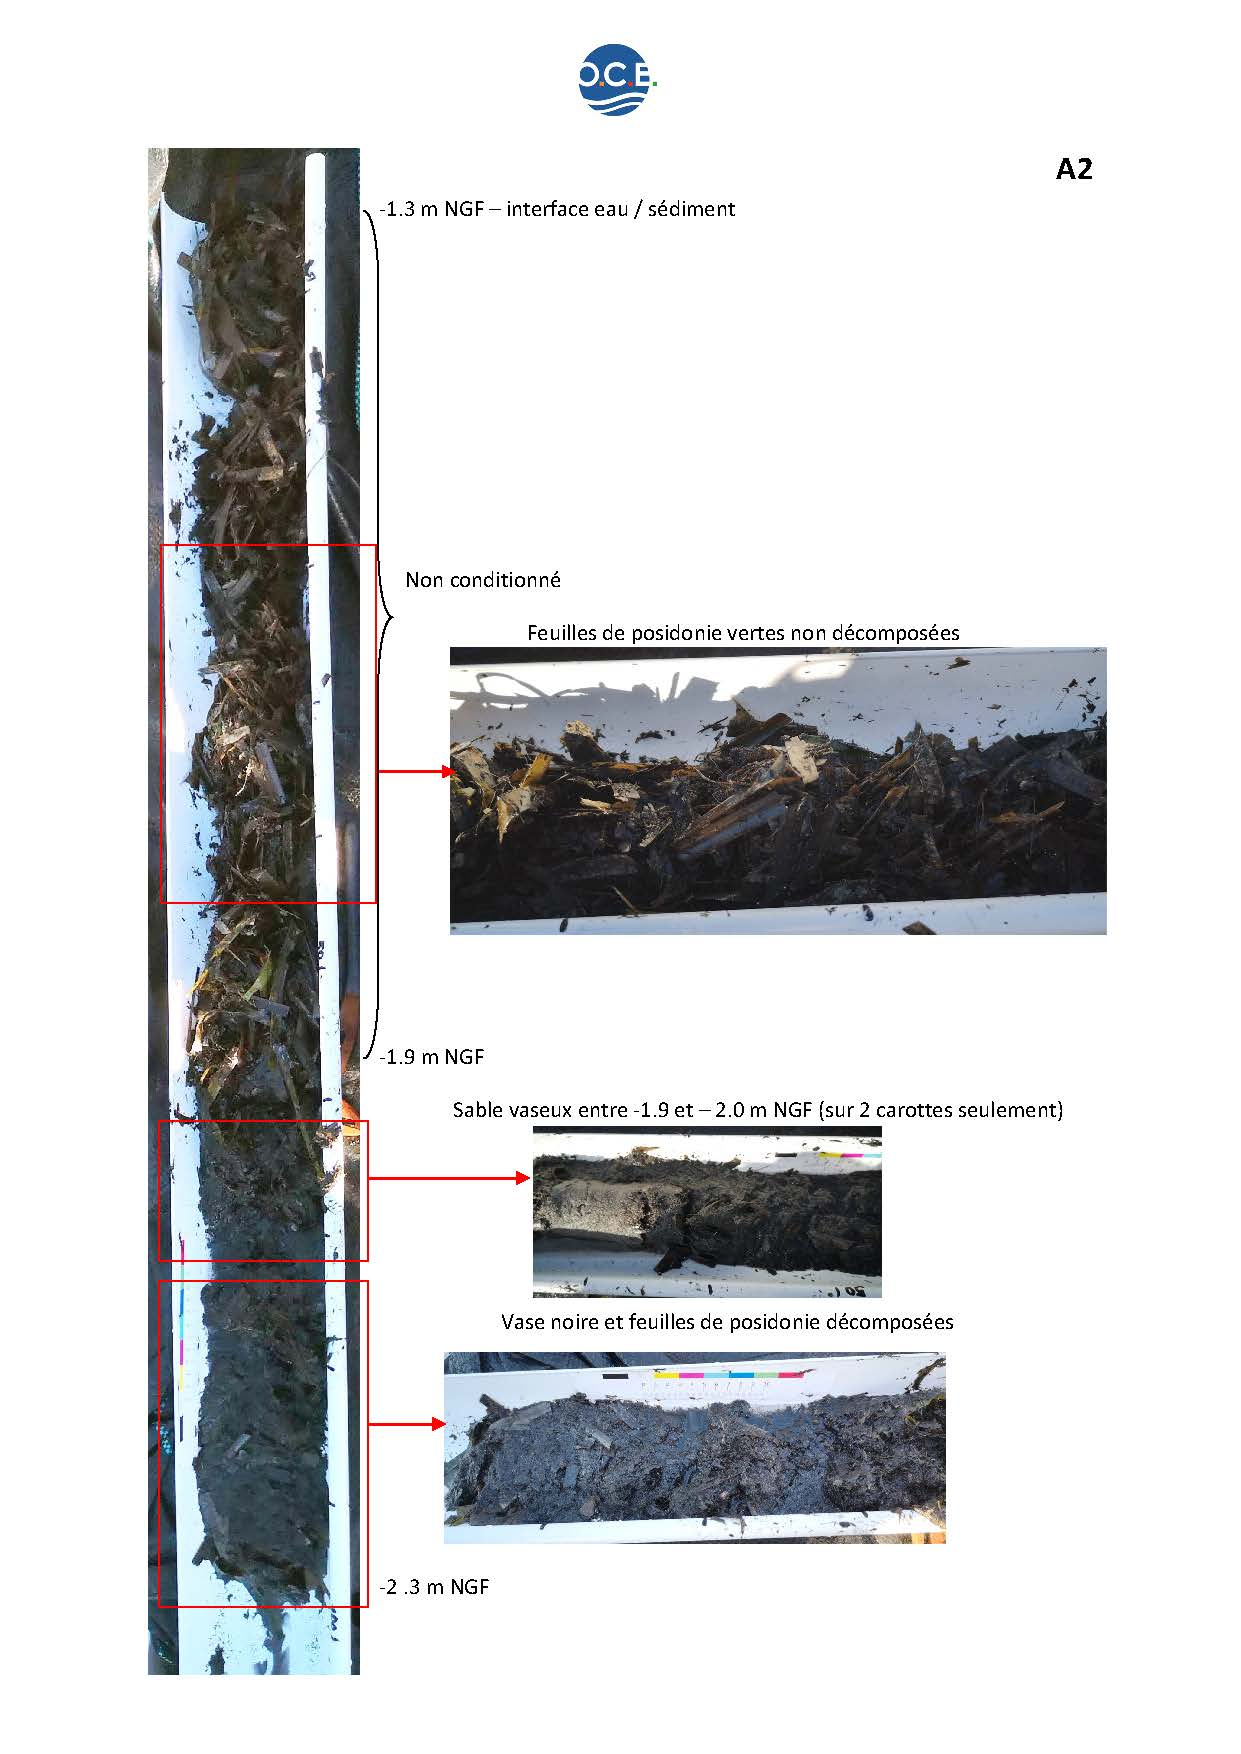 O.C.E.
A2
-1.3 m NGF – interface eau / sédiment
Non conditionné
Feuilles de posidonie vertes non décomposées
-1.9 m NGF
Sable vaseux entre -1.9 et – 2.0 m NGF (sur 2 carottes seulement)
Vase noire et feuilles de posidonie décomposées
-2 .3 m NGF